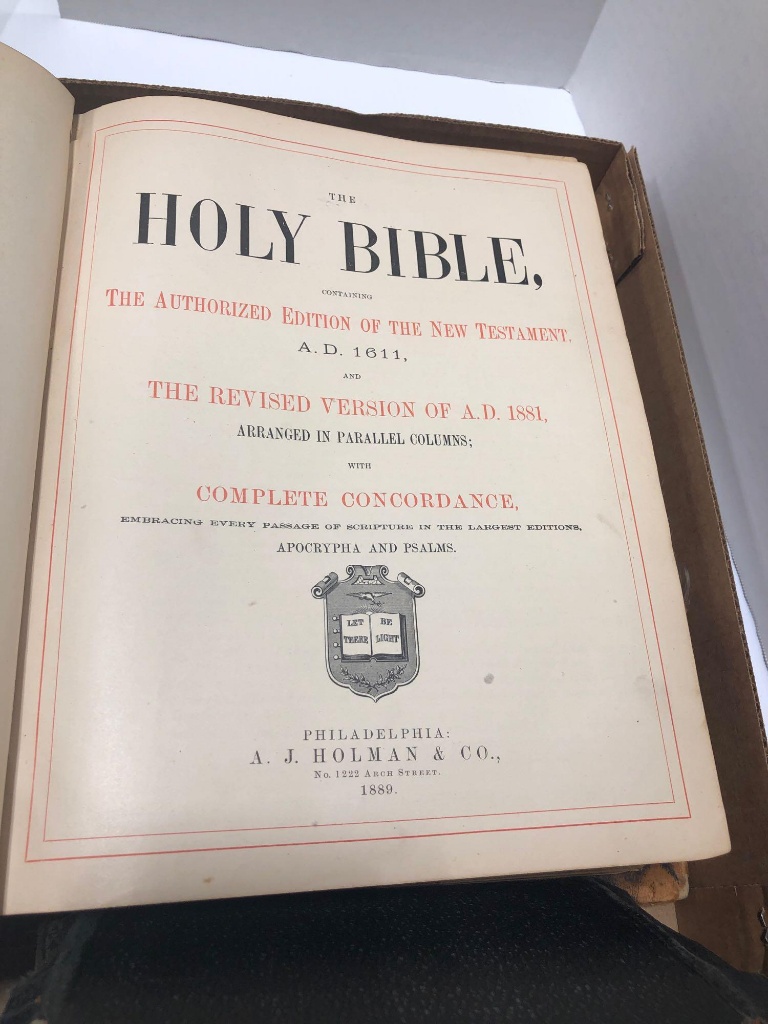 THE
HOLY BIBLE,
CONTAINING
THE AUTHORIZED EDITION OF THE NEW TESTAMENT,
A.D. 1611,
AND
THE REVISED VERSION OF A.D. 1881,
ARRANGED IN PARALLEL COLUMNS;
WITH
COMPLETE CONCORDANCE,
EMBRACING EVERY PASSAGE OF SCRIPTURE IN THE LARGEST EDITIONS,
APOCRYPHA AND PSALMS.
LET BE
THERE LIGHT
PHILADELPHIA:
A. J. HOLMAN & CO.,
No. 1222 ARCH STREET.
1889.